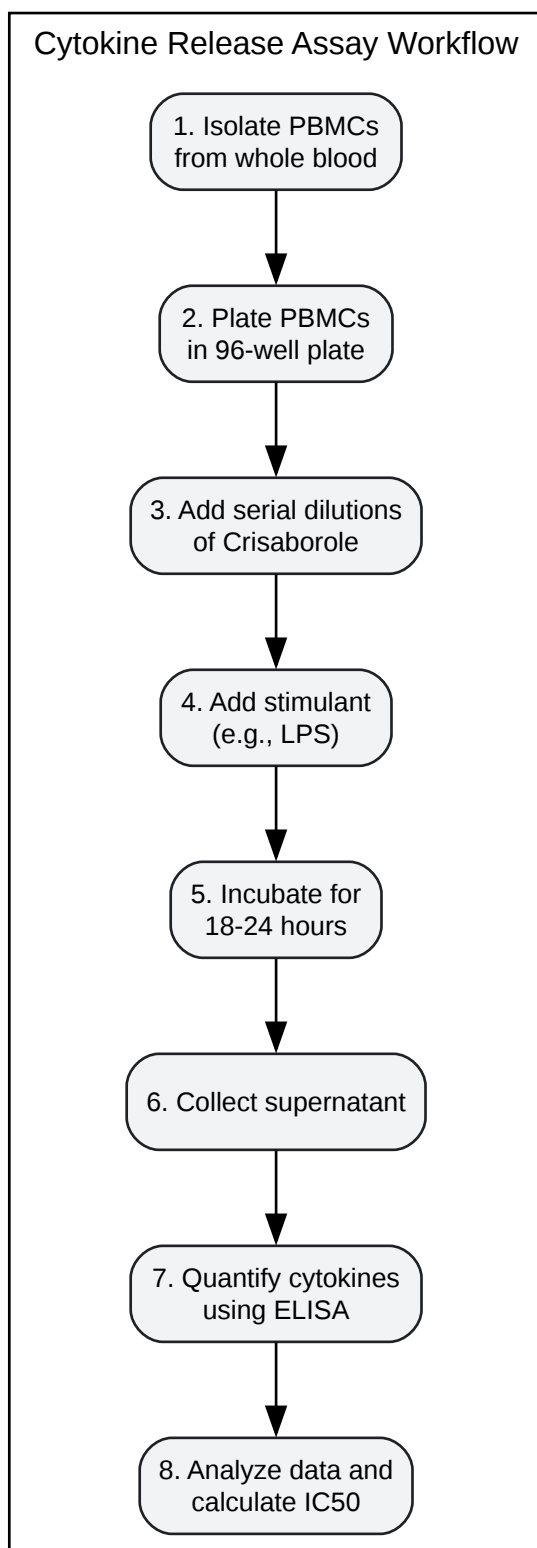 Cytokine Release Assay Workflow
1. Isolate PBMCs
from whole blood
2. Plate PBMCs
in 96-well plate
3. Add serial dilutions
of Crisaborole
4. Add stimulant
(e.g., LPS)
5. Incubate for
18-24 hours
6. Collect supernatant
7. Quantify cytokines
using ELISA
8. Analyze data and
calculate IC50